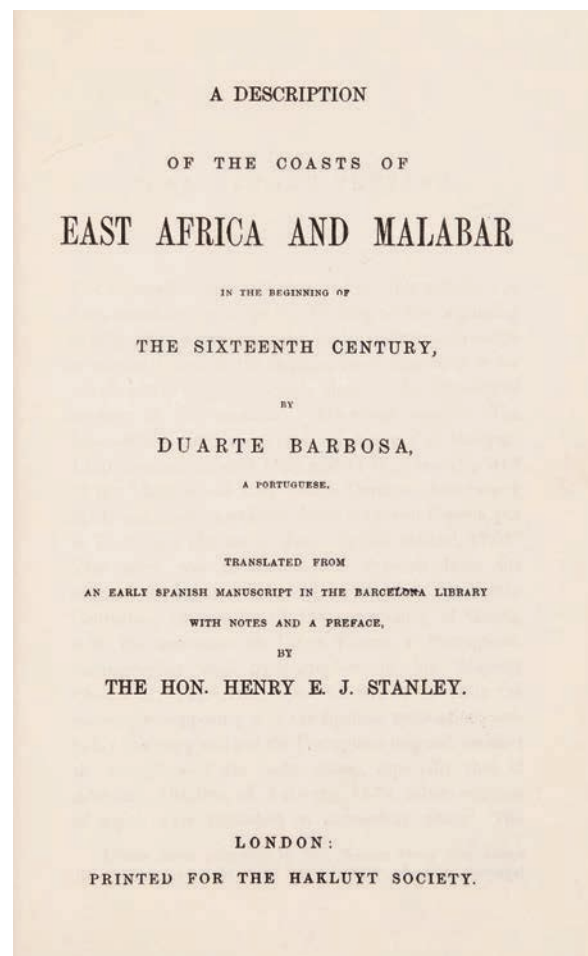 A DESCRIPTION
OF THE COASTS OF
EAST AFRICA AND MALABAR
IN THE BEGINNING OF
THE SIXTEENTH CENTURY,
BY
DUARTE BARBOSA,
A PORTUGUESE.
TRANSLATED FROM
AN EARLY SPANISH MANUSCRIPT IN THE BARCELONA LIBRARY
WITH NOTES AND A PREFACE,
BY
THE HON. HENRY E. J. STANLEY.
LONDON:
PRINTED FOR THE HAKLUYT SOCIETY.